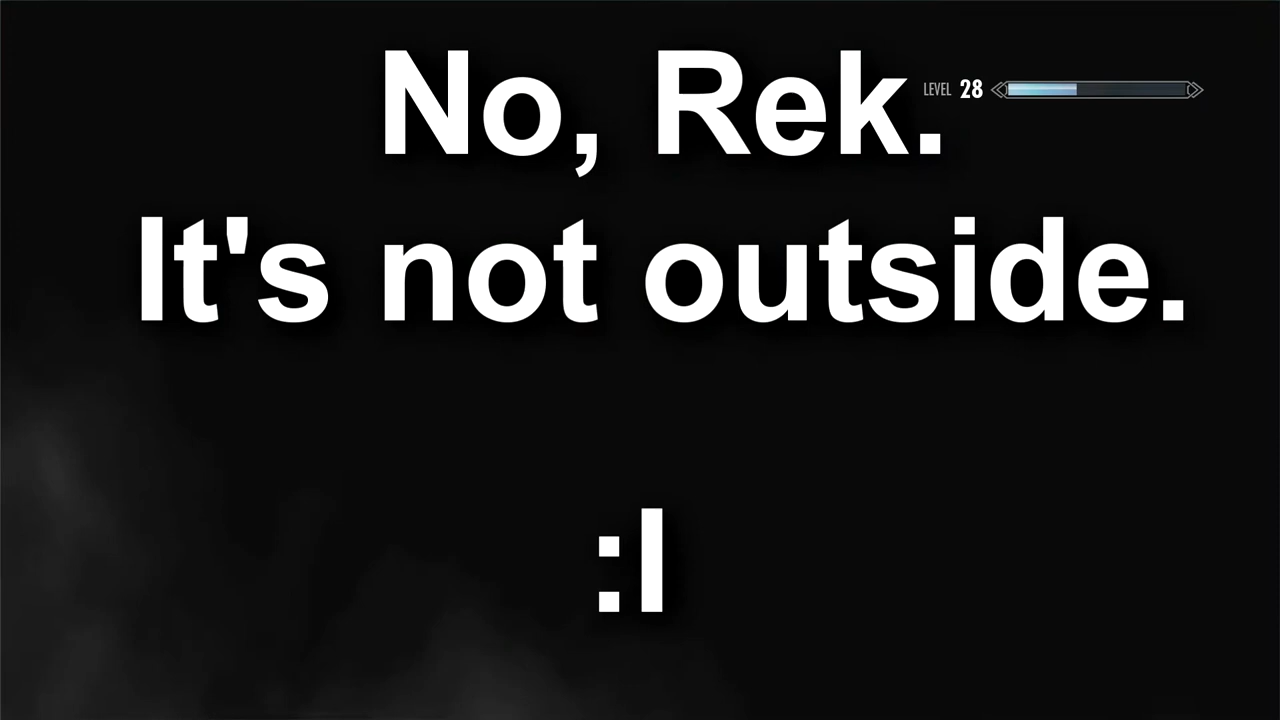 No, Rek.
LEVEL 28
It's not outside.
:I